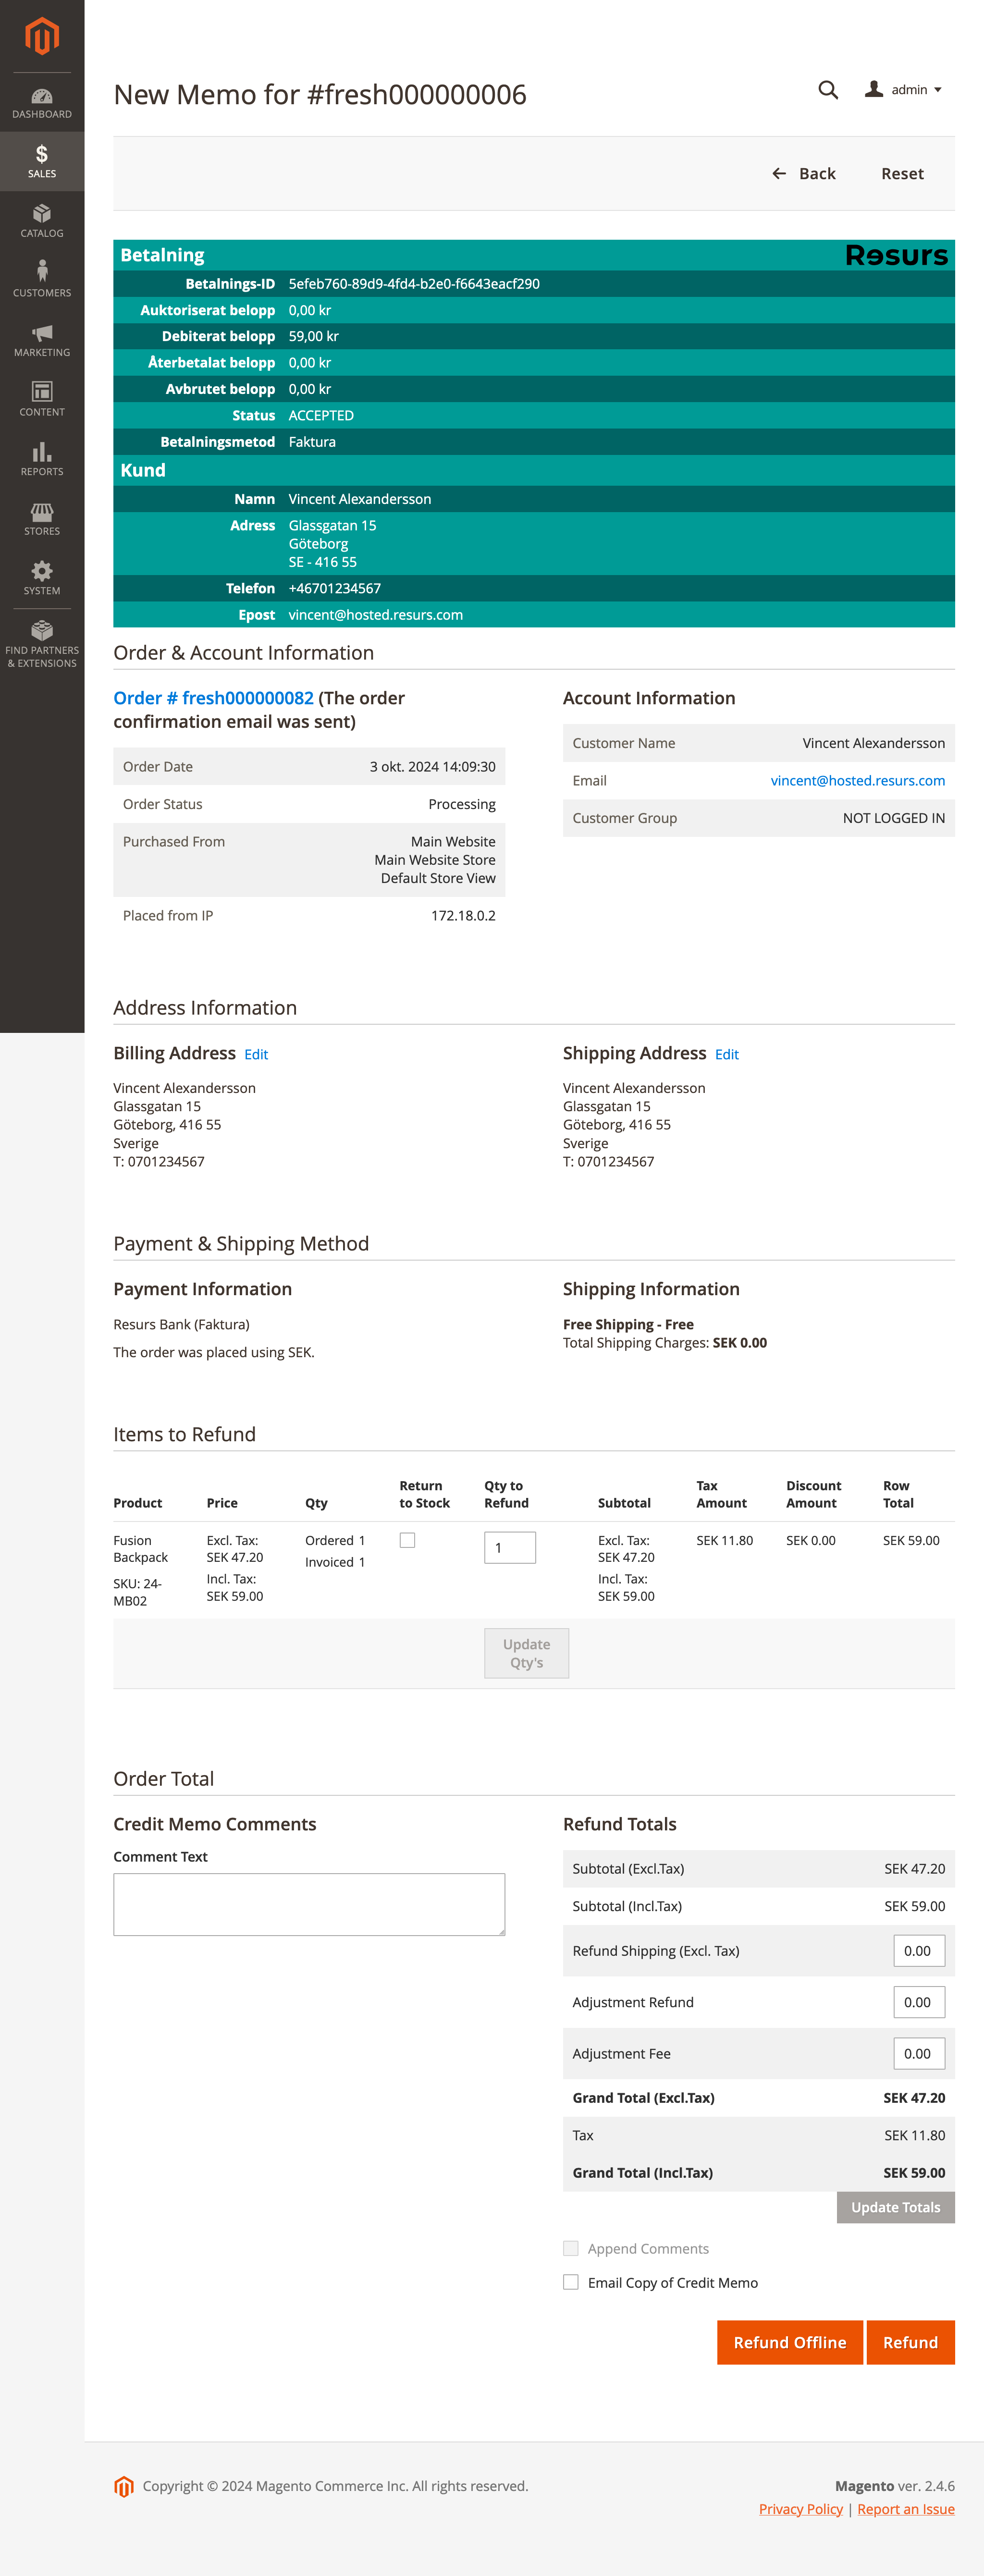 New Memo for #fresh000000006
admin
DASHBOARD
SALES
CATALOG
CUSTOMERS
MARKETING
CONTENT
REPORTS
STORES
SYSTEM
FIND PARTNERS
& EXTENSIONS
Back
Reset
Betalning
Resurs
Betalnings-ID 5efeb760-89d9-4fd4-b2e0-f6643eacf290
Auktoriserat belopp 0,00 kr
Debiterat belopp 59,00 kr
Återbetalat belopp 0,00 kr
Avbrutet belopp 0,00 kr
Status ACCEPTED
Betalningsmetod Faktura
Kund
Namn Vincent Alexandersson
Adress Glassgatan 15
Göteborg
SE - 416 55
Telefon +46701234567
Epost vincent@hosted.resurs.com
Order & Account Information
Order # fresh000000082 (The order
confirmation email was sent)
Order Date 3 okt. 2024 14:09:30
Order Status Processing
Purchased From Main Website
Main Website Store
Default Store View
Placed from IP 172.18.0.2
Account Information
Customer Name Vincent Alexandersson
Email vincent@hosted.resurs.com
Customer Group NOT LOGGED IN
Address Information
Billing Address Edit
Vincent Alexandersson
Glassgatan 15
Göteborg, 416 55
Sverige
T: 0701234567
Shipping Address Edit
Vincent Alexandersson
Glassgatan 15
Göteborg, 416 55
Sverige
T: 0701234567
Payment & Shipping Method
Payment Information
Resurs Bank (Faktura)
The order was placed using SEK.
Shipping Information
Free Shipping - Free
Total Shipping Charges: SEK 0.00
Items to Refund
Product Price Qty Return to Stock Qty to Refund Subtotal Tax Amount Discount Amount Row Total
Fusion Backpack
SKU: 24-MB02
Excl. Tax:
SEK 47.20
Incl. Tax:
SEK 59.00
Ordered 1
Invoiced 1
1
Excl. Tax:
SEK 47.20
Incl. Tax:
SEK 59.00
SEK 11.80
SEK 0.00
SEK 59.00
Update
Qty's
Order Total
Credit Memo Comments
Comment Text
Refund Totals
Subtotal (Excl.Tax) SEK 47.20
Subtotal (Incl.Tax) SEK 59.00
Refund Shipping (Excl. Tax) 0.00
Adjustment Refund 0.00
Adjustment Fee 0.00
Grand Total (Excl.Tax) SEK 47.20
Tax SEK 11.80
Grand Total (Incl.Tax) SEK 59.00
Update Totals
Append Comments
Email Copy of Credit Memo
Refund Offline
Refund
Copyright © 2024 Magento Commerce Inc. All rights reserved.
Magento ver. 2.4.6
Privacy Policy | Report an Issue